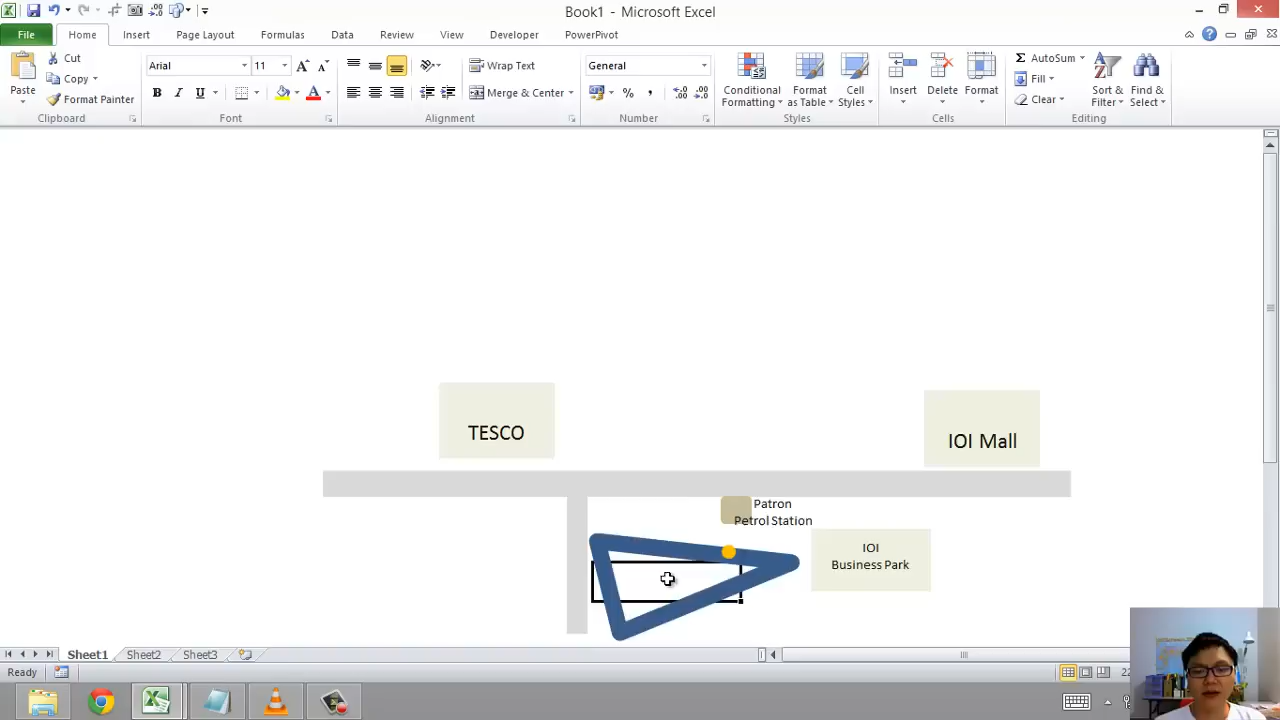 Book1 - Microsoft Excel
File Home Insert Page Layout Formulas Data Review View Developer PowerPivot
Paste
Cut
Copy
Format Painter
Clipboard
Arial 11
B I U
Font
Wrap Text
Merge & Center
Alignment
General
%
Number
Conditional
Formatting
Format
as Table
Cell
Styles
Styles
Insert
Delete
Format
Cells
Σ AutoSum
Fill
Clear
Sort &
Filter
Find &
Select
Editing
TESCO
IOI Mall
Patron
Petrol Station
IOI
Business Park
Sheet1 Sheet2 Sheet3
Ready